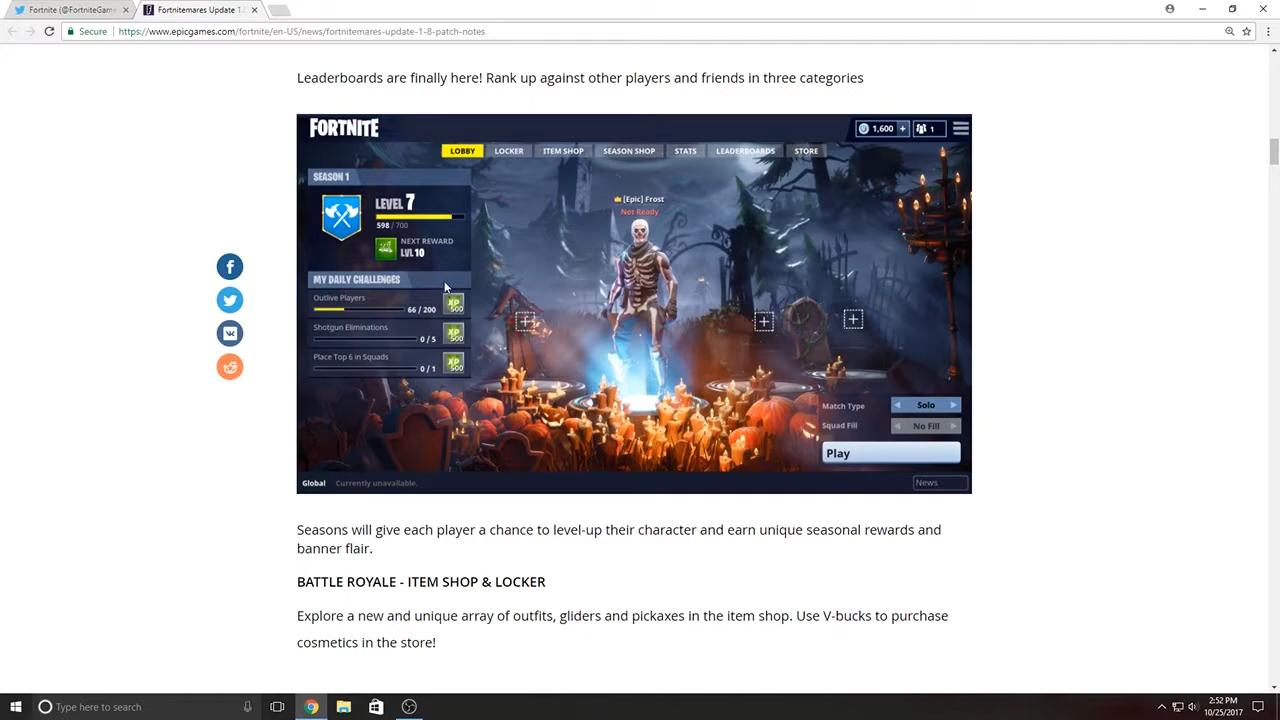 Fortnite (@FortniteGam
Fortnitemares Update 1.
Secure
https://www.epicgames.com/fortnite/en-US/news/fortnitemares-update-1-8-patch-notes
Leaderboards are finally here! Rank up against other players and friends in three categories
FORTNITE
1,600 +
1
LOBBY LOCKER ITEM SHOP SEASON SHOP STATS LEADERBOARDS STORE
SEASON 1
LEVEL 7
598 / 700
NEXT REWARD
LVL 10
[Epic] Frost
Not Ready
MY DAILY CHALLENGES
Outlive Players
66 / 200
XP 500
Shotgun Eliminations
0 / 5
XP 500
Place Top 6 in Squads
0 / 1
XP 500
Match Type Solo
Squad Fill No Fill
Play
Global Currently unavailable.
News
Seasons will give each player a chance to level-up their character and earn unique seasonal rewards and
banner flair.
BATTLE ROYALE - ITEM SHOP & LOCKER
Explore a new and unique array of outfits, gliders and pickaxes in the item shop. Use V-bucks to purchase
cosmetics in the store!
Type here to search
2:52 PM
10/25/2017